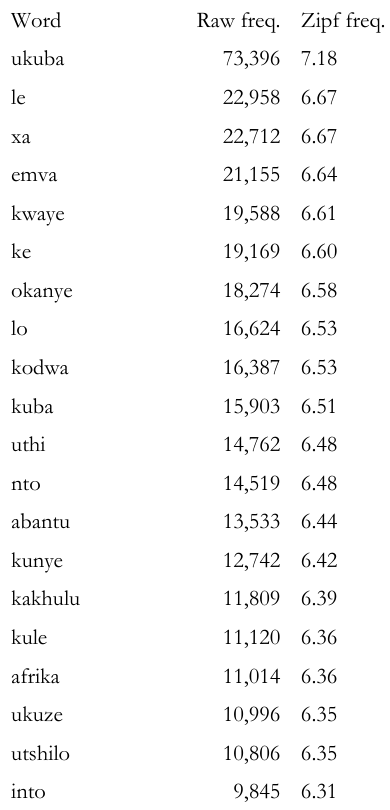 Word Raw freq. Zipf freq.
ukuba 73,396 7.18
le 22,958 6.67
xa 22,712 6.67
emva 21,155 6.64
kwaye 19,588 6.61
ke 19,169 6.60
okanye 18,274 6.58
lo 16,624 6.53
kodwa 16,387 6.53
kuba 15,903 6.51
uthi 14,762 6.48
nto 14,519 6.48
abantu 13,533 6.44
kunye 12,742 6.42
kakhulu 11,809 6.39
kule 11,120 6.36
afrika 11,014 6.36
ukuze 10,996 6.35
utshilo 10,806 6.35
into 9,845 6.31